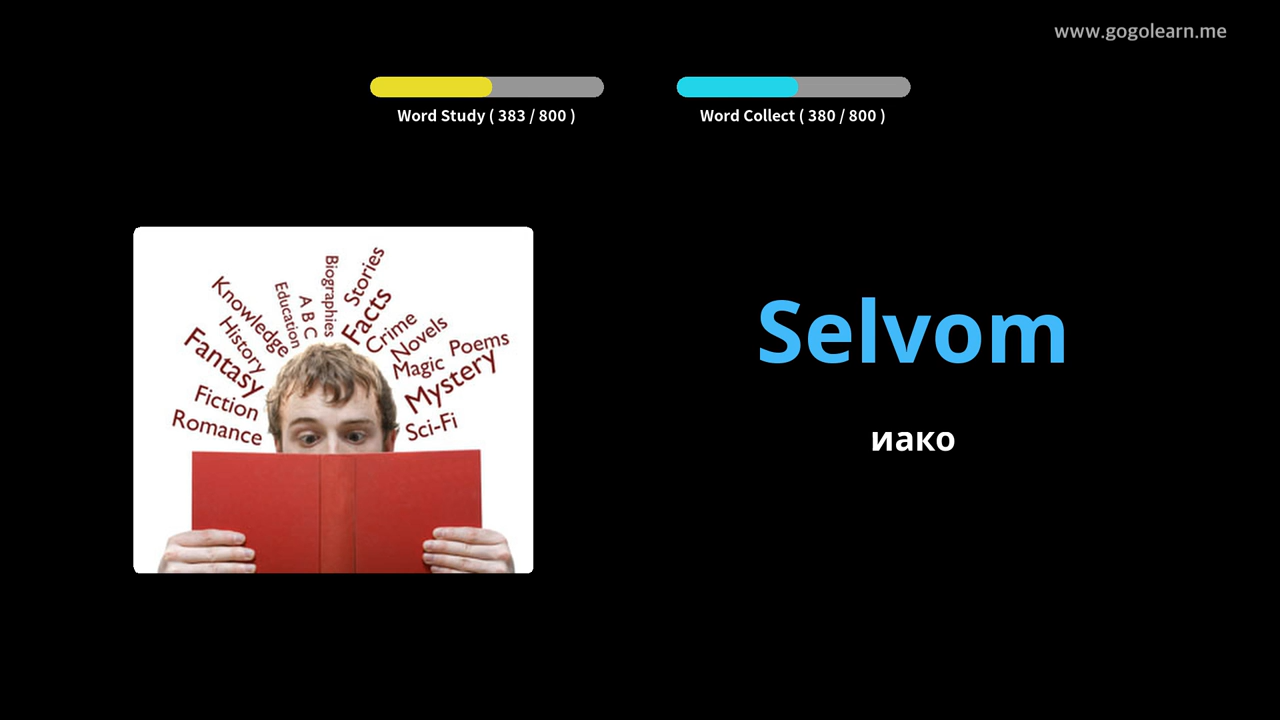 www.gogolearn.me
Word Study ( 383 / 800 )
Word Collect ( 380 / 800 )
Biographies
Stories
Education
A B C
Facts
Knowledge
History
Crime
Novels
Poems
Fantasy
Magic
Mystery
Fiction
Romance
Sci-Fi
Selvom
иако